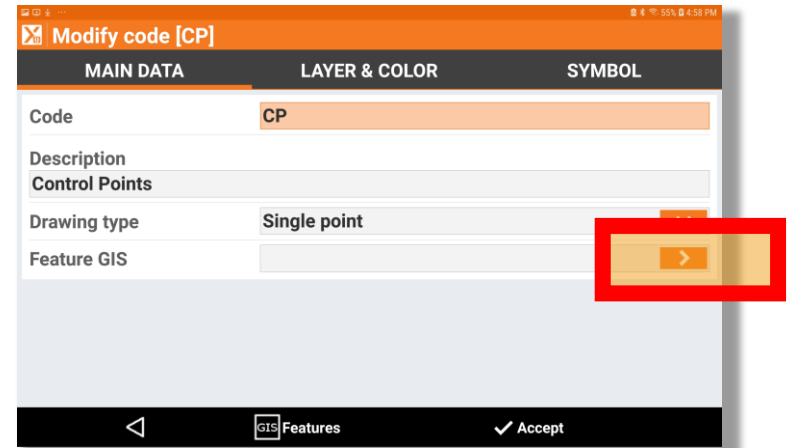 55% 4:58 PM
Modify code [CP]
MAIN DATA LAYER & COLOR SYMBOL
Code CP
Description
Control Points
Drawing type Single point
Feature GIS
GIS Features Accept